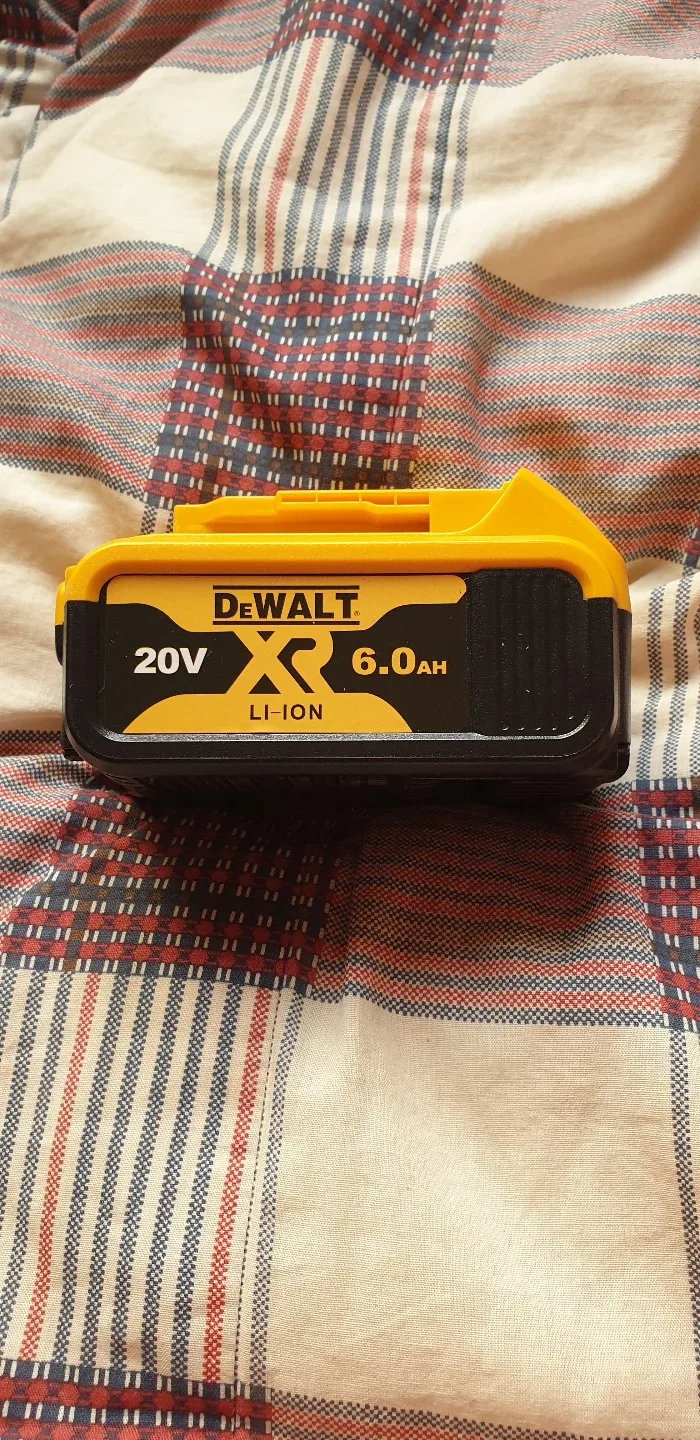 DEWALT®
20V XR 6.0AH
LI-ION